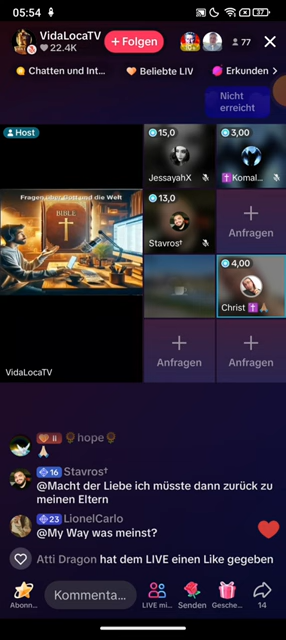 05:54
37
VidaLocaTV
22.4K
+ Folgen
77
Chatten und Int...
Beliebte LIV
Erkunden
Nicht
erreicht
Host
15,0
3,00
JessayahX
Komal...
Fragen über Gott und die Welt
BIBLE
13,0
Stavros†
Anfragen
4,00
Christ ✝️🙏
VidaLocaTV
Anfragen
Anfragen
II hope
🙏
16 Stavros†
@Macht der Liebe ich müsste dann zurück zu
meinen Eltern
23 LionelCarlo
@My Way was meinst?
Atti Dragon hat dem LIVE einen Like gegeben
Abonn...
Kommenta...
LIVE mi...
Senden
Gesche...
14